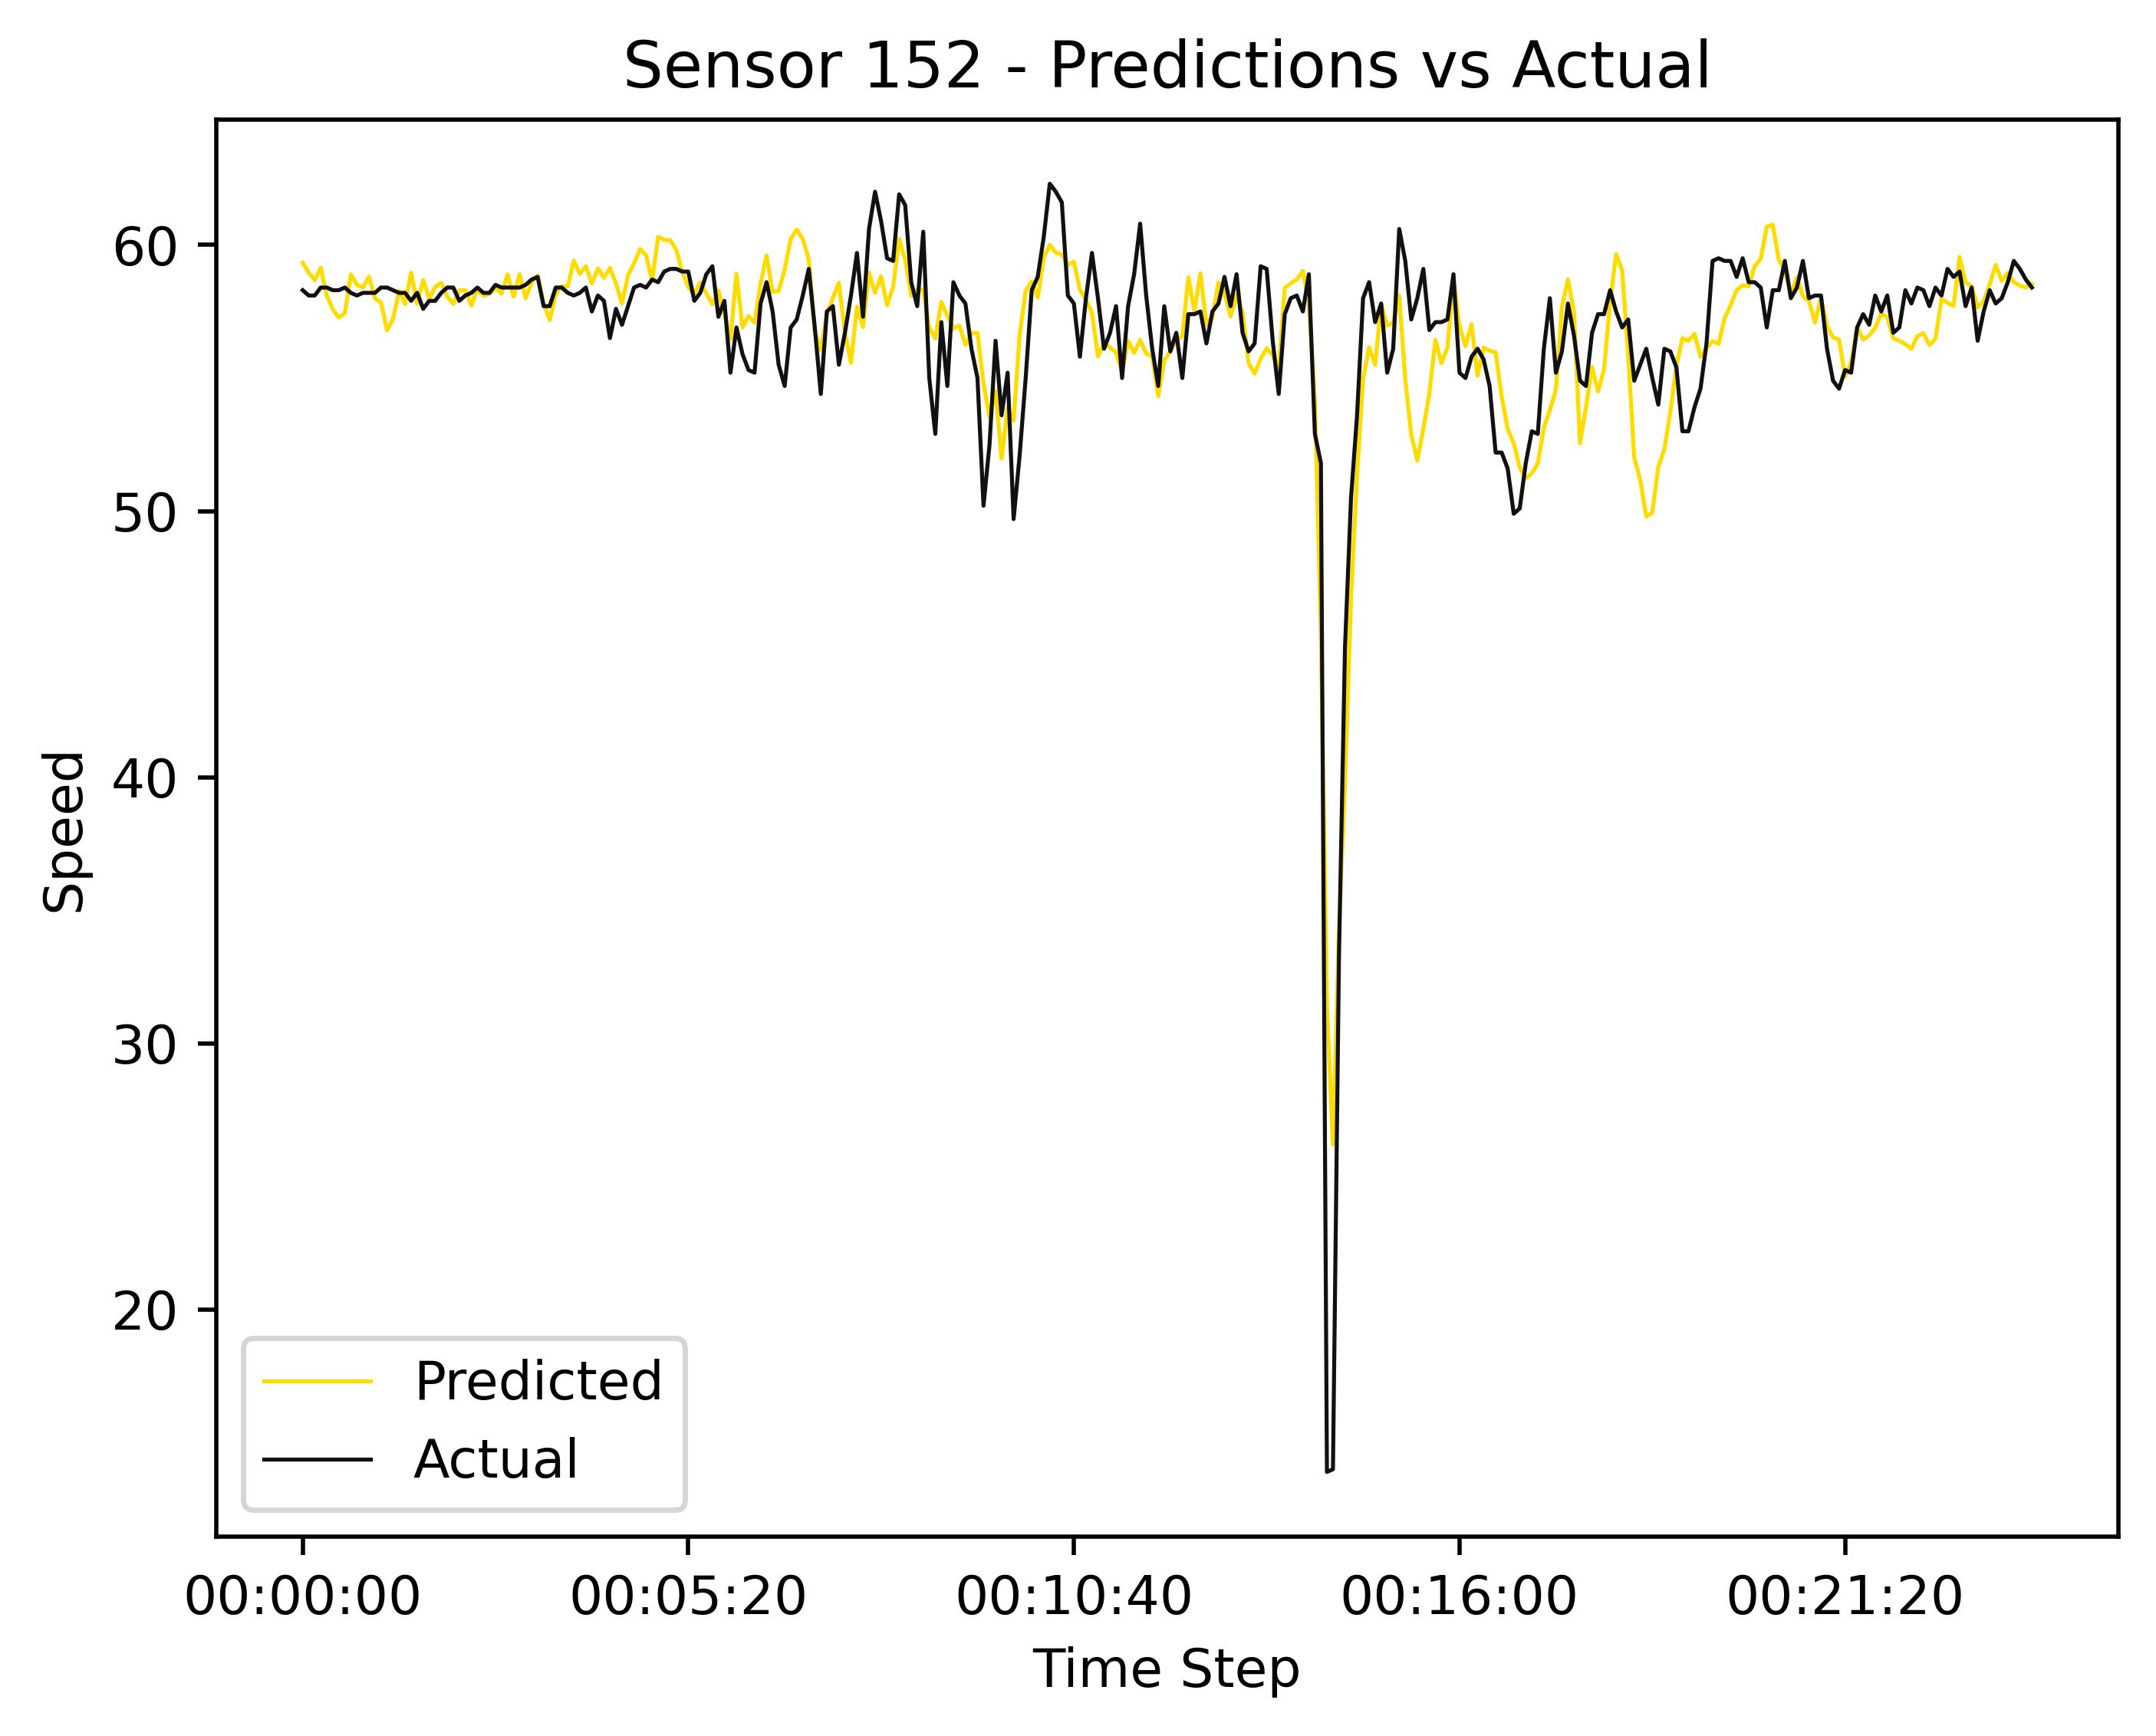 Sensor 152 - Predictions vs Actual
60
50
40
30
20
Speed
Predicted
Actual
00:00:00 00:05:20 00:10:40 00:16:00 00:21:20
Time Step